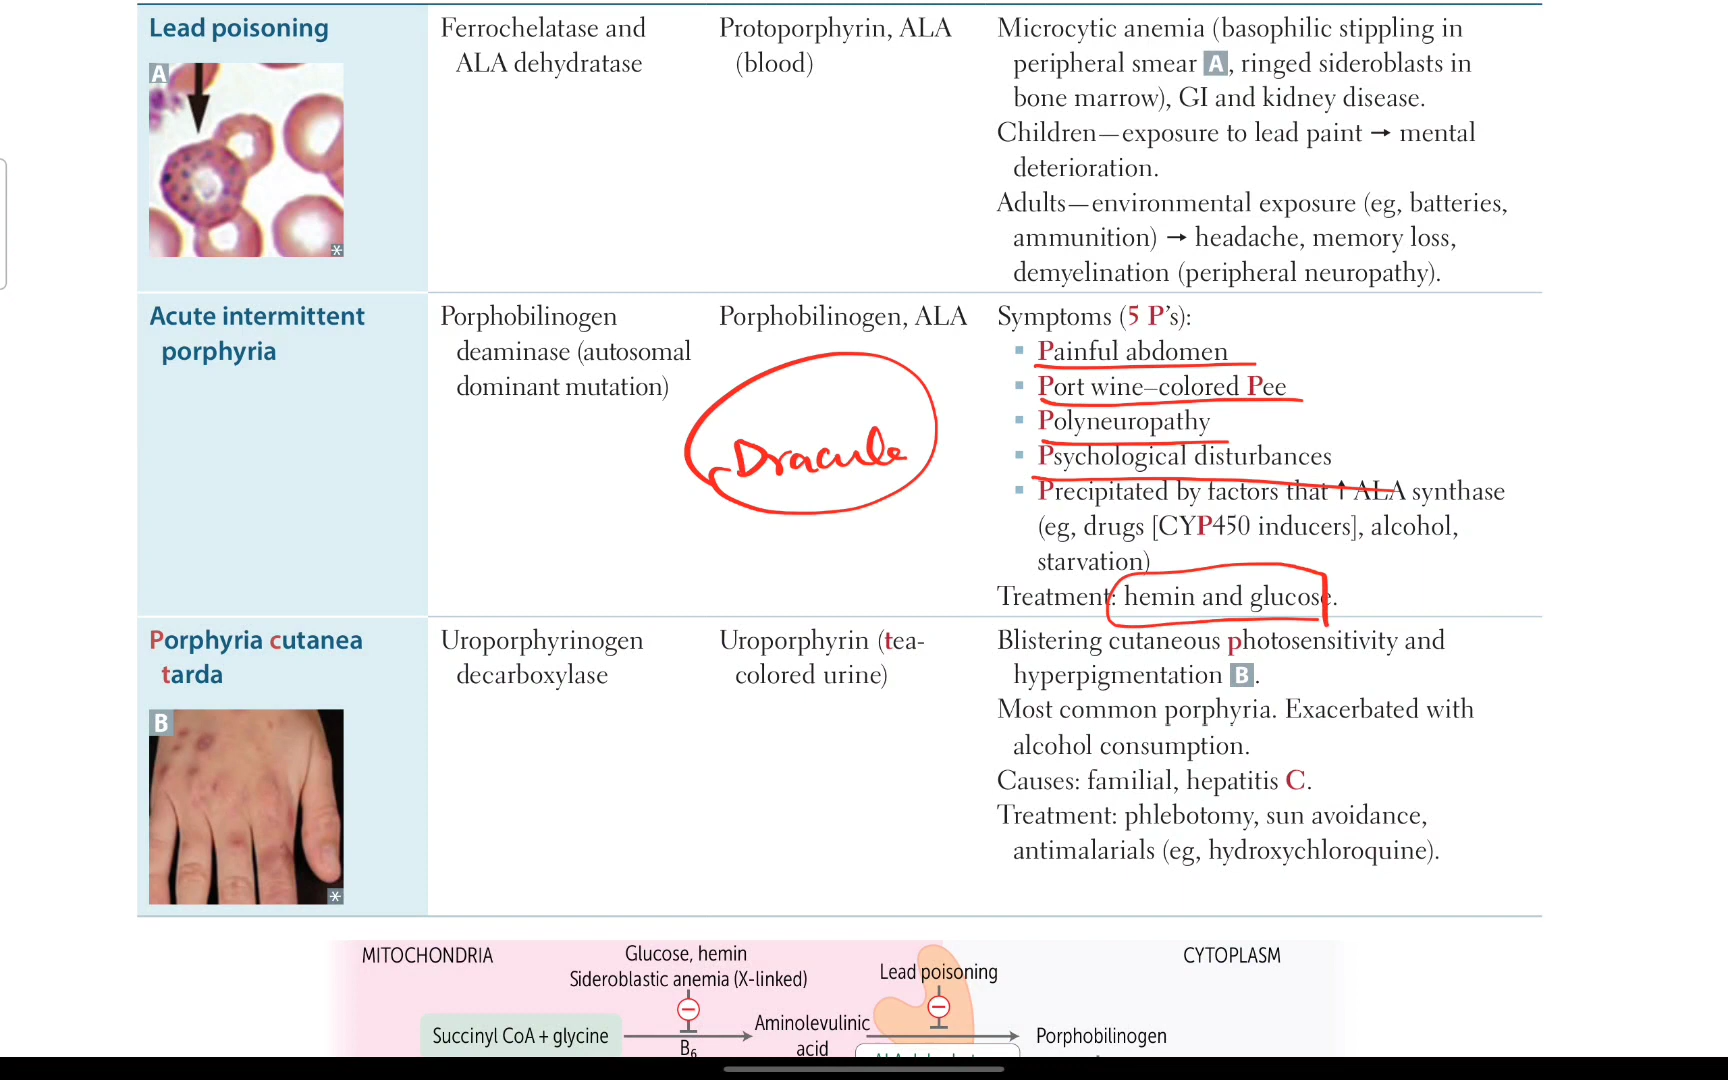 Lead poisoning
A
*
Ferrochelatase and
ALA dehydratase
Protoporphyrin, ALA
(blood)
Microcytic anemia (basophilic stippling in
peripheral smear A, ringed sideroblasts in
bone marrow), GI and kidney disease.
Children—exposure to lead paint → mental
deterioration.
Adults—environmental exposure (eg, batteries,
ammunition) → headache, memory loss,
demyelination (peripheral neuropathy).
Acute intermittent
porphyria
Porphobilinogen
deaminase (autosomal
dominant mutation)
Porphobilinogen, ALA
Dracule
Symptoms (5 P's):
▪ Painful abdomen
▪ Port wine–colored Pee
▪ Polyneuropathy
▪ Psychological disturbances
▪ Precipitated by factors that ↑ ALA synthase
(eg, drugs [CYP450 inducers], alcohol,
starvation)
Treatment: hemin and glucose.
Porphyria cutanea
tarda
B
*
Uroporphyrinogen
decarboxylase
Uroporphyrin (tea-
colored urine)
Blistering cutaneous photosensitivity and
hyperpigmentation B.
Most common porphyria. Exacerbated with
alcohol consumption.
Causes: familial, hepatitis C.
Treatment: phlebotomy, sun avoidance,
antimalarials (eg, hydroxychloroquine).
MITOCHONDRIA
Glucose, hemin
Sideroblastic anemia (X-linked)
Lead poisoning
CYTOPLASM
Succinyl CoA + glycine
B₆
Aminolevulinic
acid
Porphobilinogen